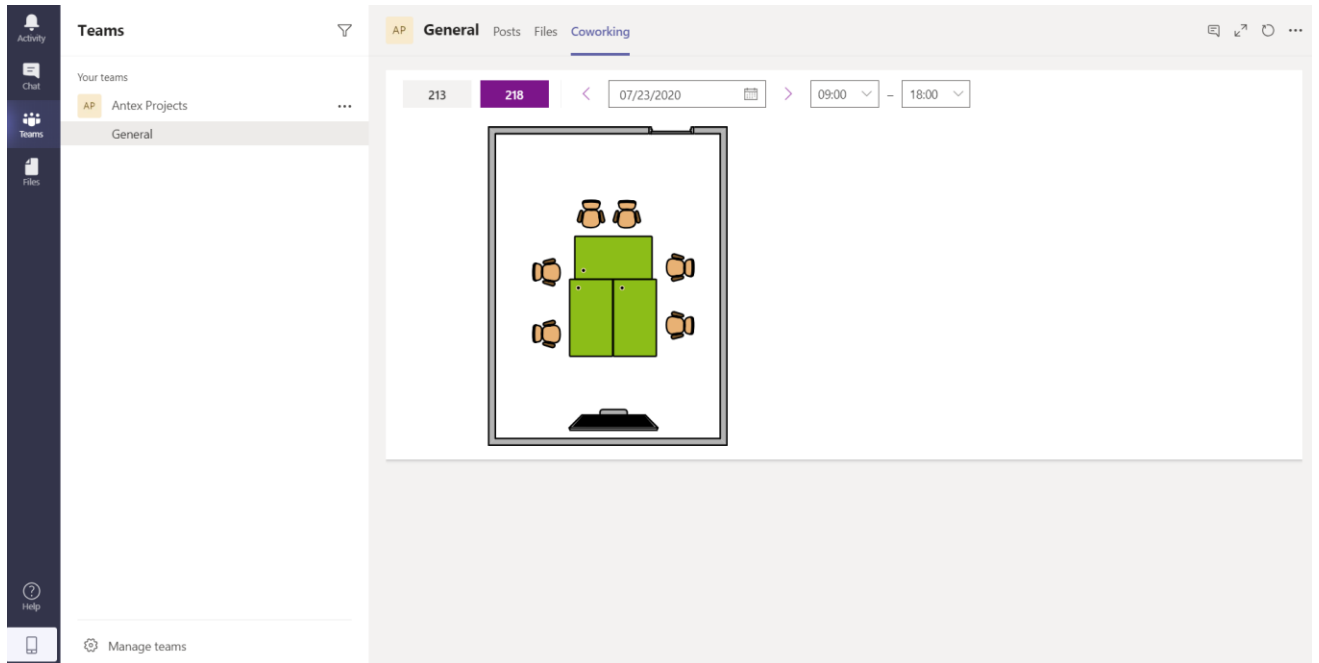 Activity
Chat
Teams
Files
Help
Teams
Your teams
AP Antex Projects
General
Manage teams
AP General Posts Files Coworking
213 218 07/23/2020 09:00 – 18:00